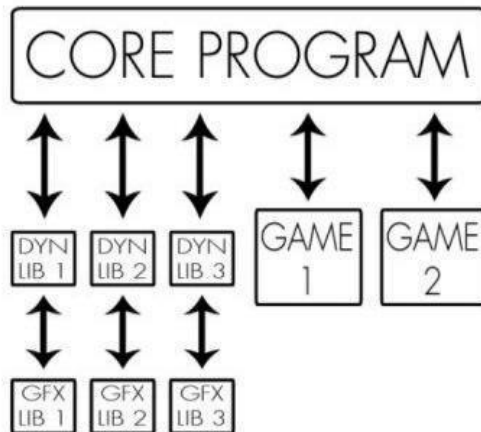 CORE PROGRAM
DYN
LIB 1
DYN
LIB 2
DYN
LIB 3
GAME
1
GAME
2
GFX
LIB 1
GFX
LIB 2
GFX
LIB 3